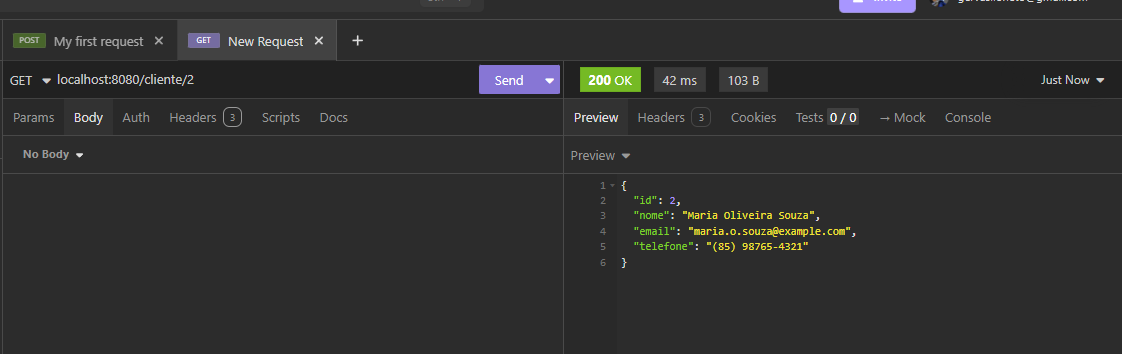 POST My first request × GET New Request × +
GET localhost:8080/cliente/2 Send
200 OK 42 ms 103 B Just Now
Params Body Auth Headers 3 Scripts Docs
Preview Headers 3 Cookies Tests 0 / 0 → Mock Console
No Body
Preview
1 {
2 "id": 2,
3 "nome": "Maria Oliveira Souza",
4 "email": "maria.o.souza@example.com",
5 "telefone": "(85) 98765-4321"
6 }